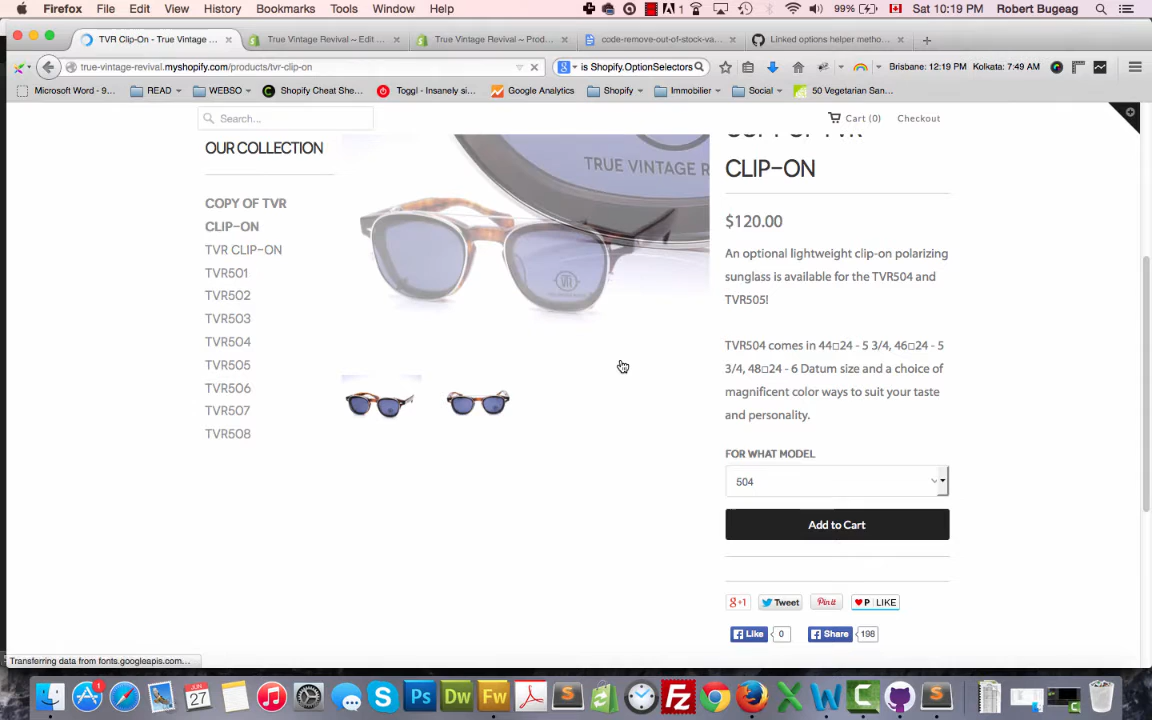 Firefox File Edit View History Bookmarks Tools Window Help 99% Sat 10:19 PM Robert Bugeag
TVR Clip-On - True Vintage ... True Vintage Revival ~ Edit ... True Vintage Revival ~ Prod... code-remove-out-of-stock-va... Linked options helper metho...
true-vintage-revival.myshopify.com/products/tvr-clip-on is Shopify.OptionSelectors Brisbane: 12:19 PM Kolkata: 7:49 AM
Microsoft Word - 9... READ WEBSO Shopify Cheat She... Toggl - Insanely si... Google Analytics Shopify Immobilier Social 50 Vegetarian San...
Search... Cart (0) Checkout
COPY OF TVR
CLIP-ON
OUR COLLECTION
COPY OF TVR
CLIP-ON
TVR CLIP-ON
TVR501
TVR502
TVR503
TVR504
TVR505
TVR506
TVR507
TVR508
TRUE VINTAGE R
$120.00
An optional lightweight clip-on polarizing
sunglass is available for the TVR504 and
TVR505!
TVR504 comes in 44□24 - 5 3/4, 46□24 - 5
3/4, 48□24 - 6 Datum size and a choice of
magnificent color ways to suit your taste
and personality.
FOR WHAT MODEL
504
Add to Cart
g+1 Tweet Pin it P LIKE
Like 0 Share 198
Transferring data from fonts.googleapis.com...
JUN 27 Ps Dw Fw